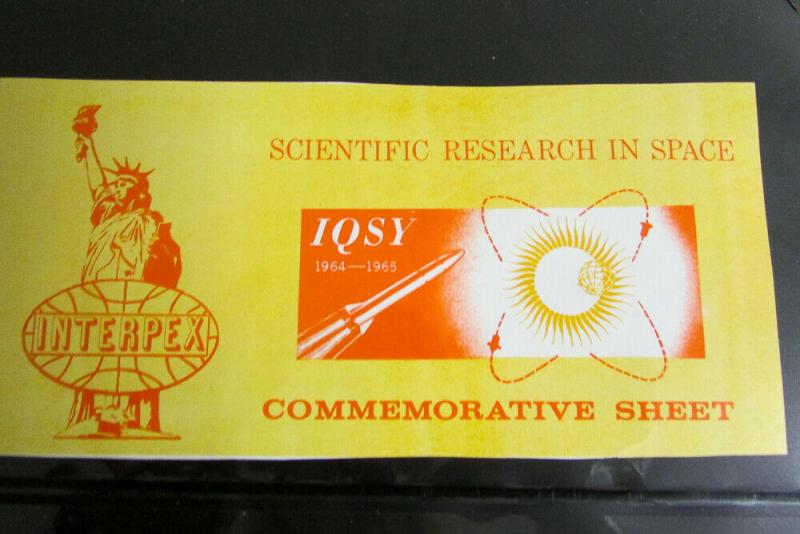 INTERPEX
SCIENTIFIC RESEARCH IN SPACE
IQSY
1964—1965
COMMEMORATIVE SHEET